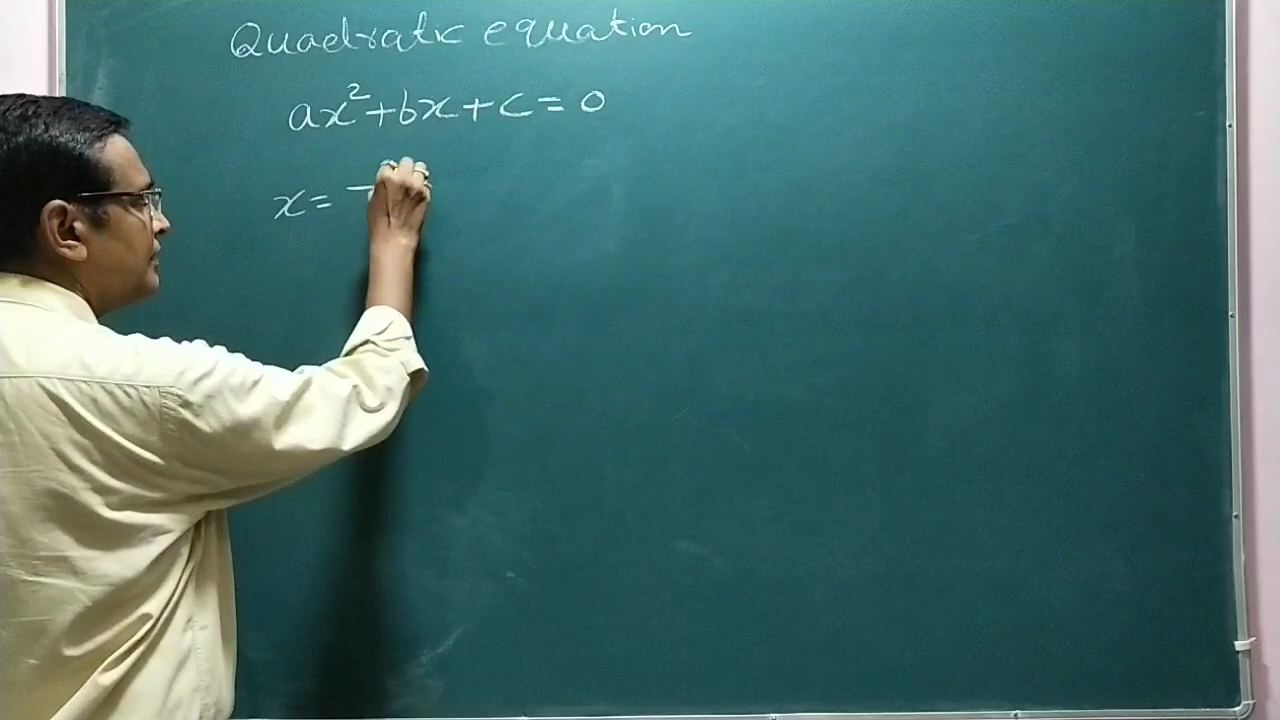 Quadratic equation
ax²+bx+c=0
x= -